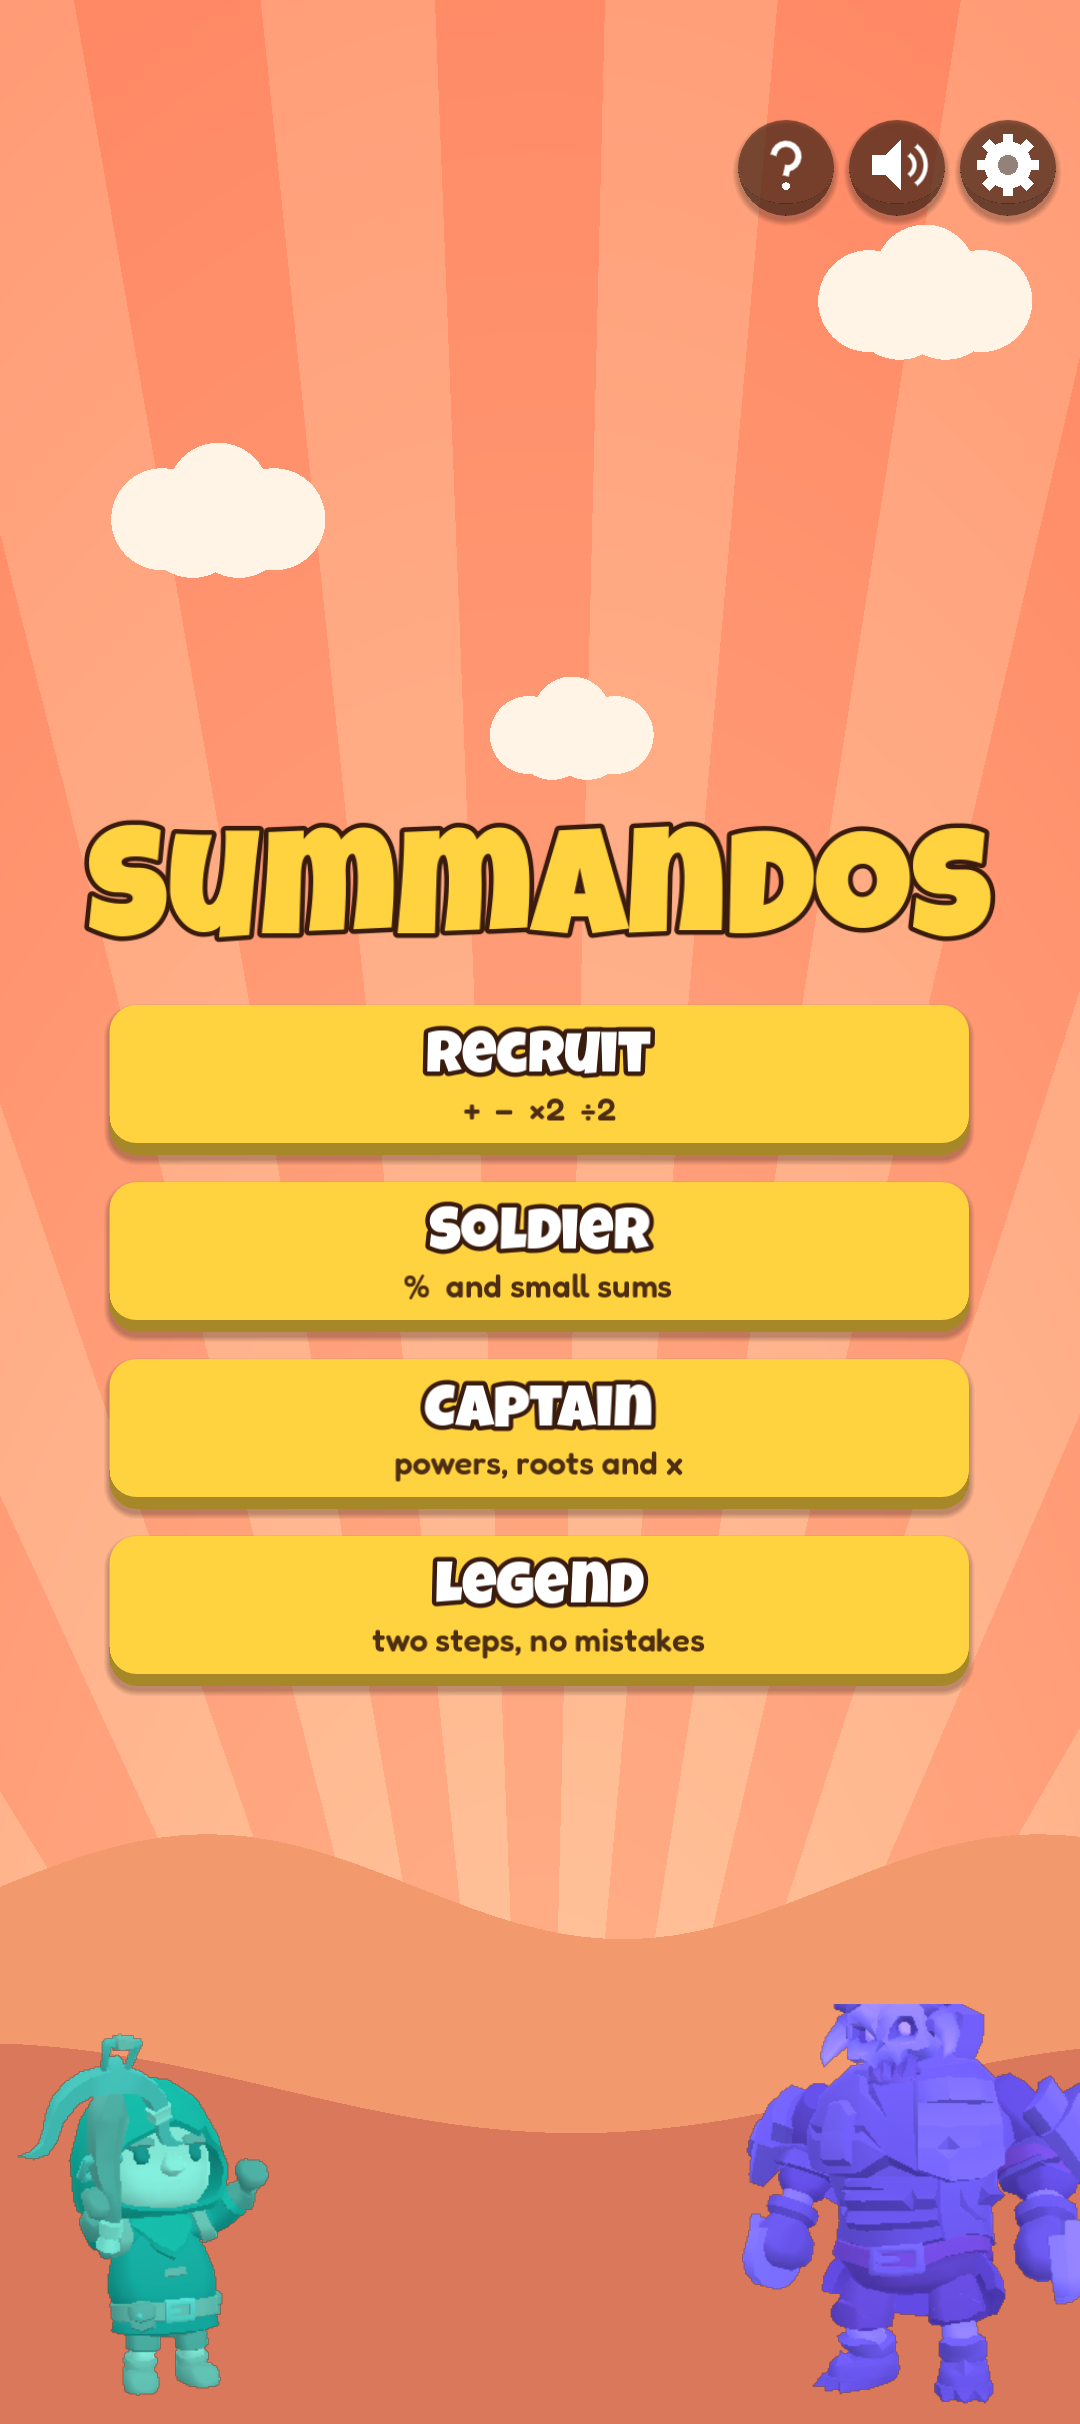 ?
SUMMANDOS
RECRUIT
+ − ×2 ÷2
SOLDIER
% and small sums
CAPTAIN
powers, roots and x
LEGEND
two steps, no mistakes